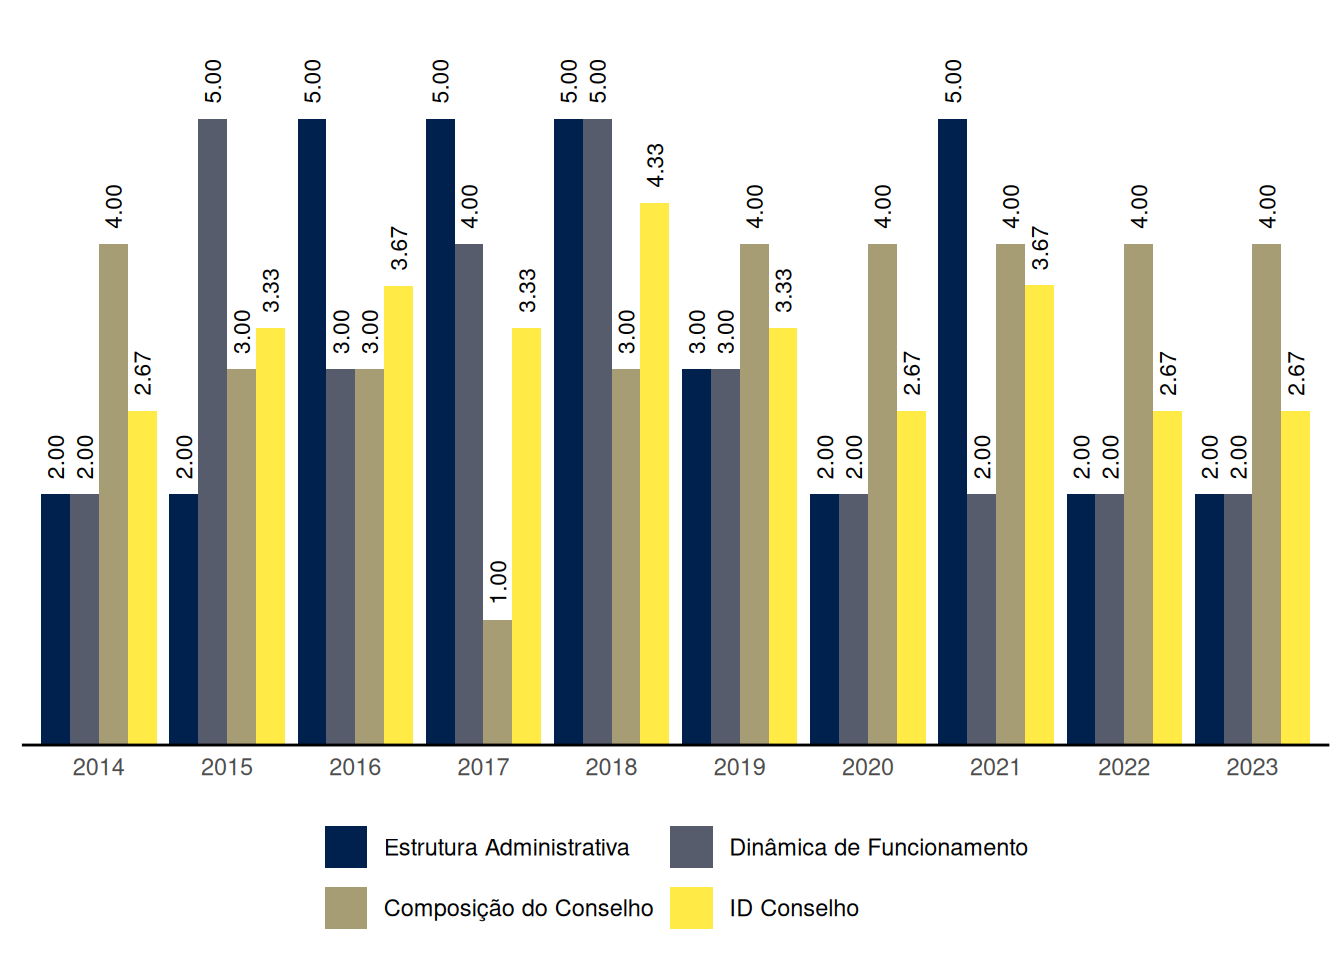 2.00 2.00 4.00 2.67
2.00 5.00 3.00 3.33
5.00 3.00 3.00 3.67
5.00 4.00 1.00 3.33
5.00 5.00 3.00 4.33
3.00 3.00 4.00 3.33
2.00 2.00 4.00 2.67
5.00 2.00 4.00 3.67
2.00 2.00 4.00 2.67
2.00 2.00 4.00 2.67
2014 2015 2016 2017 2018 2019 2020 2021 2022 2023
Estrutura Administrativa Dinâmica de Funcionamento
Composição do Conselho ID Conselho